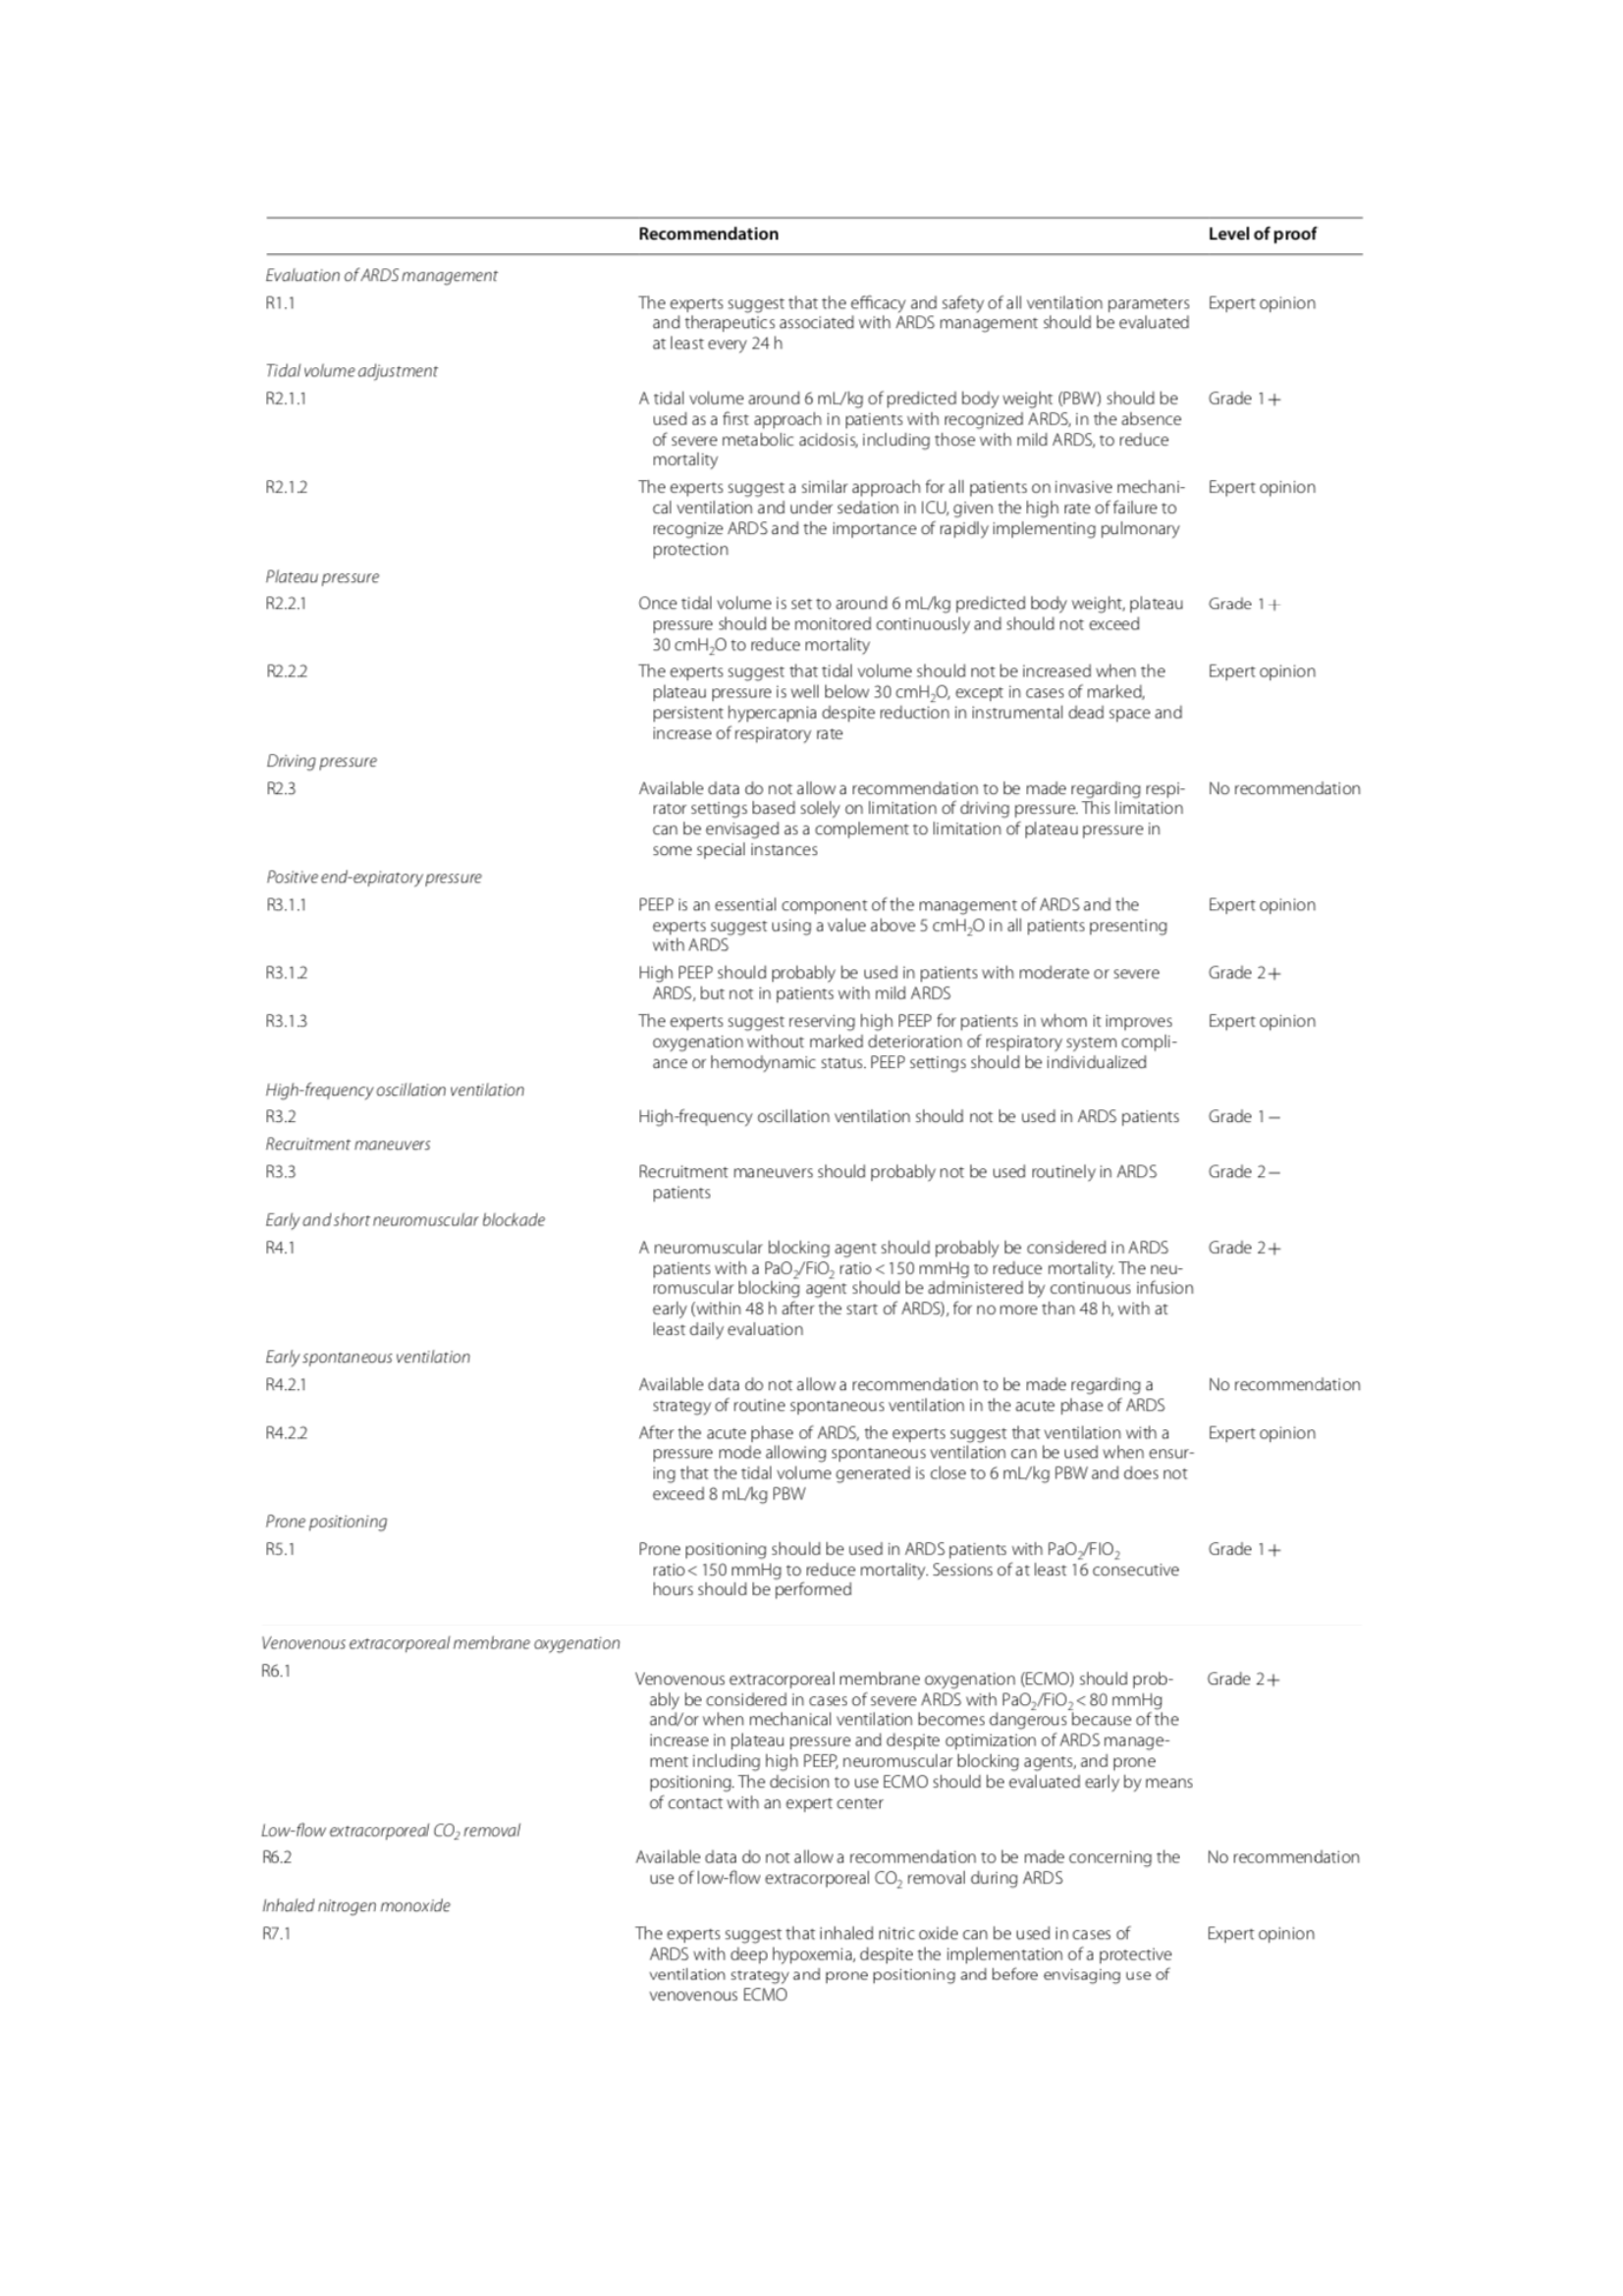 Recommendation Level of proof
Evaluation of ARDS management
R1.1 The experts suggest that the efficacy and safety of all ventilation parameters Expert opinion
and therapeutics associated with ARDS management should be evaluated
at least every 24 h
Tidal volume adjustment
R2.1.1 A tidal volume around 6 mL/kg of predicted body weight (PBW) should be Grade 1+
used as a first approach in patients with recognized ARDS, in the absence
of severe metabolic acidosis, including those with mild ARDS, to reduce
mortality
R2.1.2 The experts suggest a similar approach for all patients on invasive mechani- Expert opinion
cal ventilation and under sedation in ICU, given the high rate of failure to
recognize ARDS and the importance of rapidly implementing pulmonary
protection
Plateau pressure
R2.2.1 Once tidal volume is set to around 6 mL/kg predicted body weight, plateau Grade 1+
pressure should be monitored continuously and should not exceed
30 cmH₂O to reduce mortality
R2.2.2 The experts suggest that tidal volume should not be increased when the Expert opinion
plateau pressure is well below 30 cmH₂O, except in cases of marked,
persistent hypercapnia despite reduction in instrumental dead space and
increase of respiratory rate
Driving pressure
R2.3 Available data do not allow a recommendation to be made regarding respi- No recommendation
rator settings based solely on limitation of driving pressure. This limitation
can be envisaged as a complement to limitation of plateau pressure in
some special instances
Positive end-expiratory pressure
R3.1.1 PEEP is an essential component of the management of ARDS and the Expert opinion
experts suggest using a value above 5 cmH₂O in all patients presenting
with ARDS
R3.1.2 High PEEP should probably be used in patients with moderate or severe Grade 2+
ARDS, but not in patients with mild ARDS
R3.1.3 The experts suggest reserving high PEEP for patients in whom it improves Expert opinion
oxygenation without marked deterioration of respiratory system compli-
ance or hemodynamic status. PEEP settings should be individualized
High-frequency oscillation ventilation
R3.2 High-frequency oscillation ventilation should not be used in ARDS patients Grade 1−
Recruitment maneuvers
R3.3 Recruitment maneuvers should probably not be used routinely in ARDS Grade 2−
patients
Early and short neuromuscular blockade
R4.1 A neuromuscular blocking agent should probably be considered in ARDS Grade 2+
patients with a PaO₂/FiO₂ ratio < 150 mmHg to reduce mortality. The neu-
romuscular blocking agent should be administered by continuous infusion
early (within 48 h after the start of ARDS), for no more than 48 h, with at
least daily evaluation
Early spontaneous ventilation
R4.2.1 Available data do not allow a recommendation to be made regarding a No recommendation
strategy of routine spontaneous ventilation in the acute phase of ARDS
R4.2.2 After the acute phase of ARDS, the experts suggest that ventilation with a Expert opinion
pressure mode allowing spontaneous ventilation can be used when ensur-
ing that the tidal volume generated is close to 6 mL/kg PBW and does not
exceed 8 mL/kg PBW
Prone positioning
R5.1 Prone positioning should be used in ARDS patients with PaO₂/FIO₂ Grade 1+
ratio < 150 mmHg to reduce mortality. Sessions of at least 16 consecutive
hours should be performed
Venovenous extracorporeal membrane oxygenation
R6.1 Venovenous extracorporeal membrane oxygenation (ECMO) should prob- Grade 2+
ably be considered in cases of severe ARDS with PaO₂/FiO₂ < 80 mmHg
and/or when mechanical ventilation becomes dangerous because of the
increase in plateau pressure and despite optimization of ARDS manage-
ment including high PEEP, neuromuscular blocking agents, and prone
positioning. The decision to use ECMO should be evaluated early by means
of contact with an expert center
Low-flow extracorporeal CO₂ removal
R6.2 Available data do not allow a recommendation to be made concerning the No recommendation
use of low-flow extracorporeal CO₂ removal during ARDS
Inhaled nitrogen monoxide
R7.1 The experts suggest that inhaled nitric oxide can be used in cases of Expert opinion
ARDS with deep hypoxemia, despite the implementation of a protective
ventilation strategy and prone positioning and before envisaging use of
venovenous ECMO